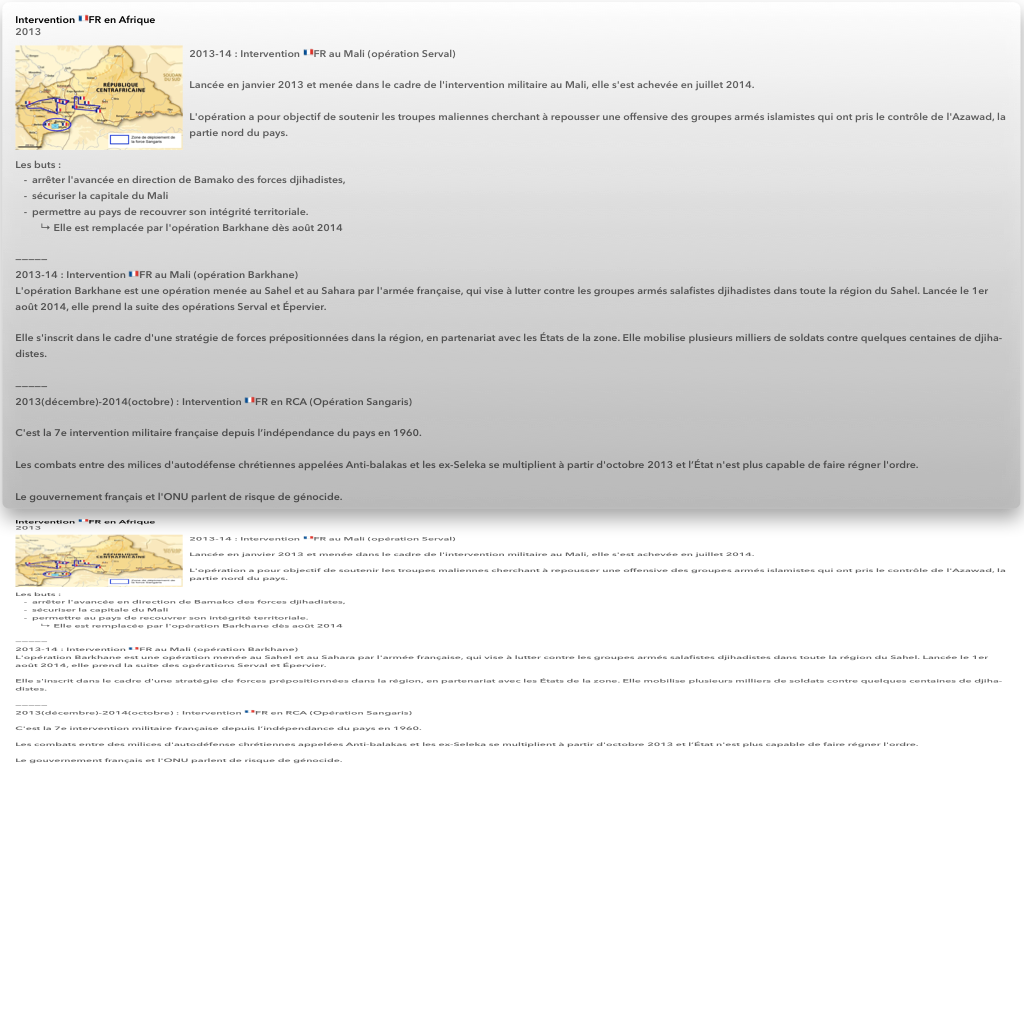 Intervention 🇫🇷FR en Afrique
2013
2013-14 : Intervention 🇫🇷FR au Mali (opération Serval)
Lancée en janvier 2013 et menée dans le cadre de l'intervention militaire au Mali, elle s'est achevée en juillet 2014.
L'opération a pour objectif de soutenir les troupes maliennes cherchant à repousser une offensive des groupes armés islamistes qui ont pris le contrôle de l'Azawad, la
partie nord du pays.
RÉPUBLIQUE
CENTRAFRICAINE
SOUDAN
DU SUD
Zone de déploiement de
la force Sangaris
Les buts :
- arrêter l'avancée en direction de Bamako des forces djihadistes,
- sécuriser la capitale du Mali
- permettre au pays de recouvrer son intégrité territoriale.
↪ Elle est remplacée par l'opération Barkhane dès août 2014
_____
2013-14 : Intervention 🇫🇷FR au Mali (opération Barkhane)
L'opération Barkhane est une opération menée au Sahel et au Sahara par l'armée française, qui vise à lutter contre les groupes armés salafistes djihadistes dans toute la région du Sahel. Lancée le 1er
août 2014, elle prend la suite des opérations Serval et Épervier.
Elle s'inscrit dans le cadre d'une stratégie de forces prépositionnées dans la région, en partenariat avec les États de la zone. Elle mobilise plusieurs milliers de soldats contre quelques centaines de djiha-
distes.
_____
2013(décembre)-2014(octobre) : Intervention 🇫🇷FR en RCA (Opération Sangaris)
C'est la 7e intervention militaire française depuis l'indépendance du pays en 1960.
Les combats entre des milices d'autodéfense chrétiennes appelées Anti-balakas et les ex-Seleka se multiplient à partir d'octobre 2013 et l'État n'est plus capable de faire régner l'ordre.
Le gouvernement français et l'ONU parlent de risque de génocide.
Intervention 🇫🇷FR en Afrique
2013
2013-14 : Intervention 🇫🇷FR au Mali (opération Serval)
Lancée en janvier 2013 et menée dans le cadre de l'intervention militaire au Mali, elle s'est achevée en juillet 2014.
L'opération a pour objectif de soutenir les troupes maliennes cherchant à repousser une offensive des groupes armés islamistes qui ont pris le contrôle de l'Azawad, la
partie nord du pays.
RÉPUBLIQUE
CENTRAFRICAINE
Les buts :
- arrêter l'avancée en direction de Bamako des forces djihadistes,
- sécuriser la capitale du Mali
- permettre au pays de recouvrer son intégrité territoriale.
↪ Elle est remplacée par l'opération Barkhane dès août 2014
_____
2013-14 : Intervention 🇫🇷FR au Mali (opération Barkhane)
L'opération Barkhane est une opération menée au Sahel et au Sahara par l'armée française, qui vise à lutter contre les groupes armés salafistes djihadistes dans toute la région du Sahel. Lancée le 1er
août 2014, elle prend la suite des opérations Serval et Épervier.
Elle s'inscrit dans le cadre d'une stratégie de forces prépositionnées dans la région, en partenariat avec les États de la zone. Elle mobilise plusieurs milliers de soldats contre quelques centaines de djiha-
distes.
_____
2013(décembre)-2014(octobre) : Intervention 🇫🇷FR en RCA (Opération Sangaris)
C'est la 7e intervention militaire française depuis l'indépendance du pays en 1960.
Les combats entre des milices d'autodéfense chrétiennes appelées Anti-balakas et les ex-Seleka se multiplient à partir d'octobre 2013 et l'État n'est plus capable de faire régner l'ordre.
Le gouvernement français et l'ONU parlent de risque de génocide.